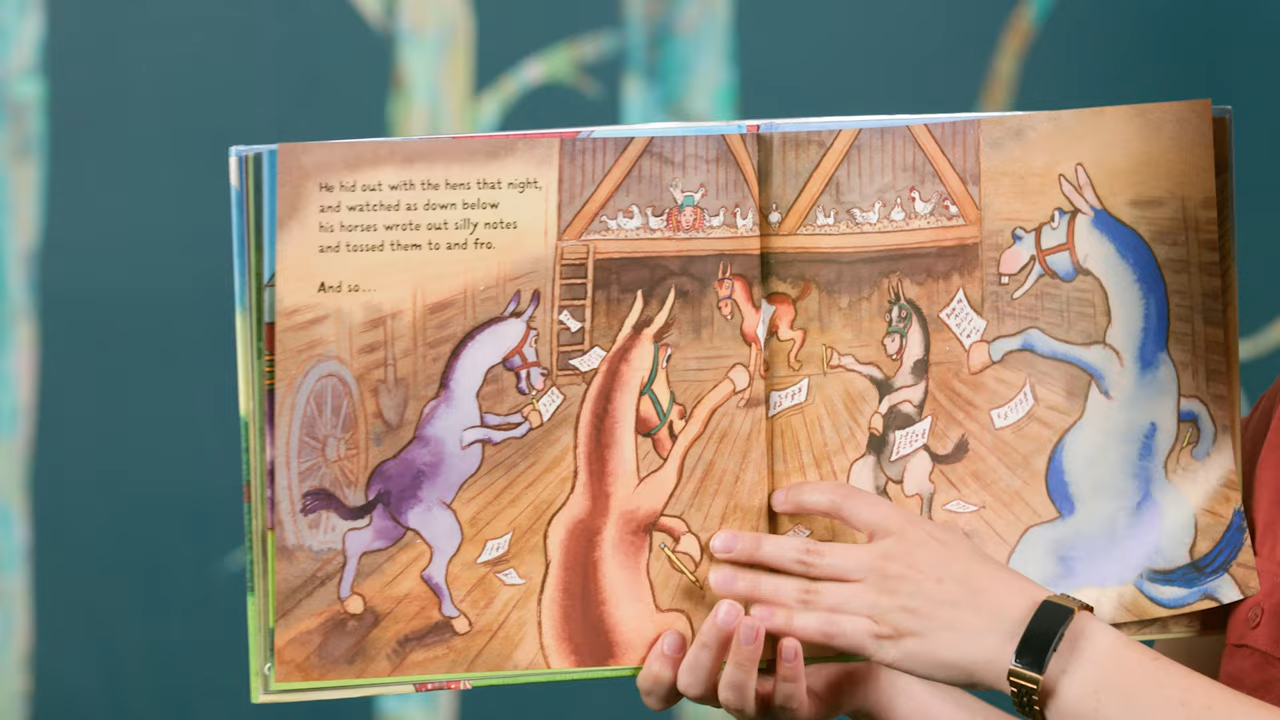 He hid out with the hens that night,
and watched as down below
his horses wrote out silly notes
and tossed them to and fro.
And so...